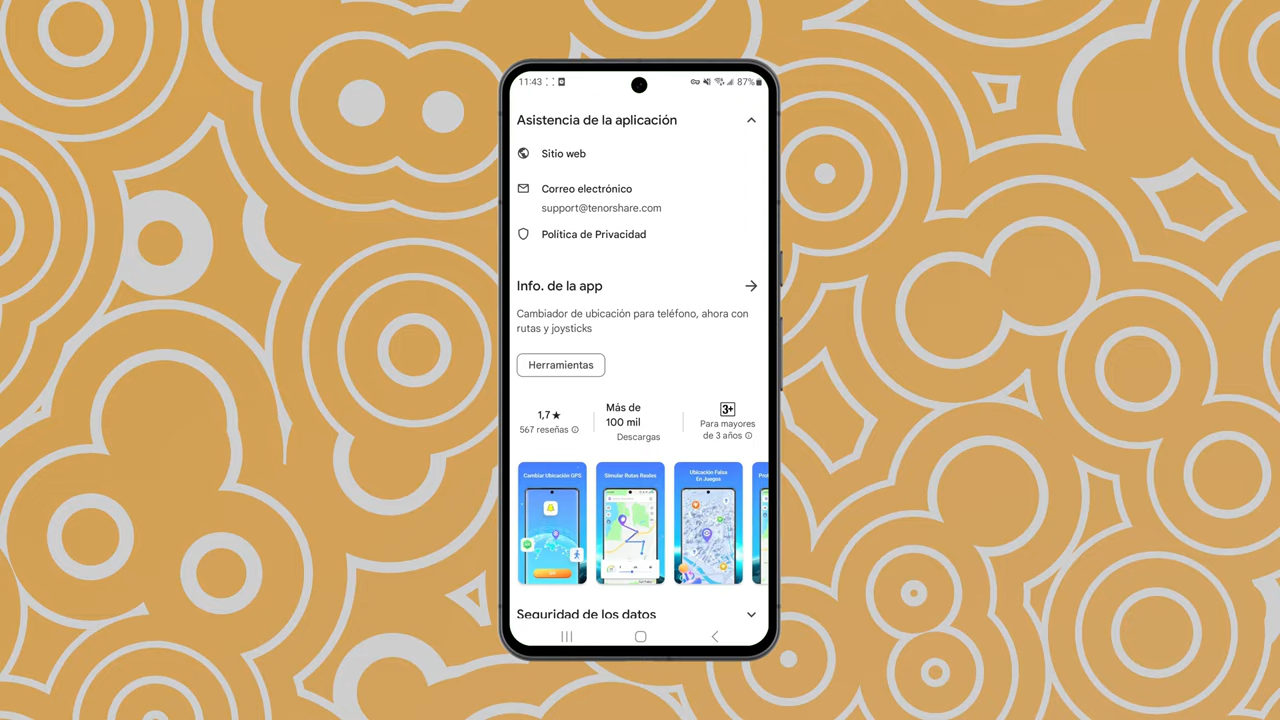 11:43
87%
Asistencia de la aplicación
Sitio web
Correo electrónico
support@tenorshare.com
Política de Privacidad
Info. de la app
Cambiador de ubicación para teléfono, ahora con
rutas y joysticks
Herramientas
1,7★
567 reseñas
Más de
100 mil
Descargas
3+
Para mayores
de 3 años
Cambiar Ubicación GPS
Simular Rutas Reales
Ubicación Falsa
En Juegos
Seguridad de los datos